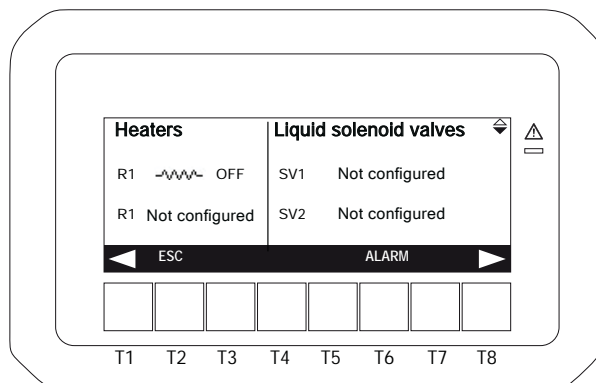 Heaters Liquid solenoid valves
R1 OFF SV1 Not configured
R1 Not configured SV2 Not configured
ESC ALARM
T1 T2 T3 T4 T5 T6 T7 T8